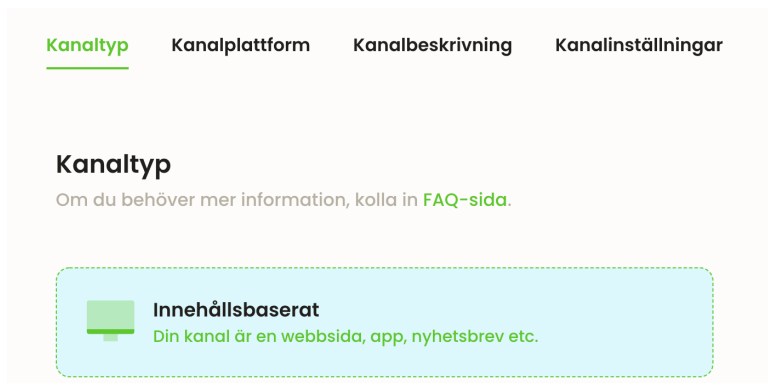 Kanaltyp Kanalplattform Kanalbeskrivning Kanalinställningar
Kanaltyp
Om du behöver mer information, kolla in FAQ-sida.
Innehållsbaserat
Din kanal är en webbsida, app, nyhetsbrev etc.